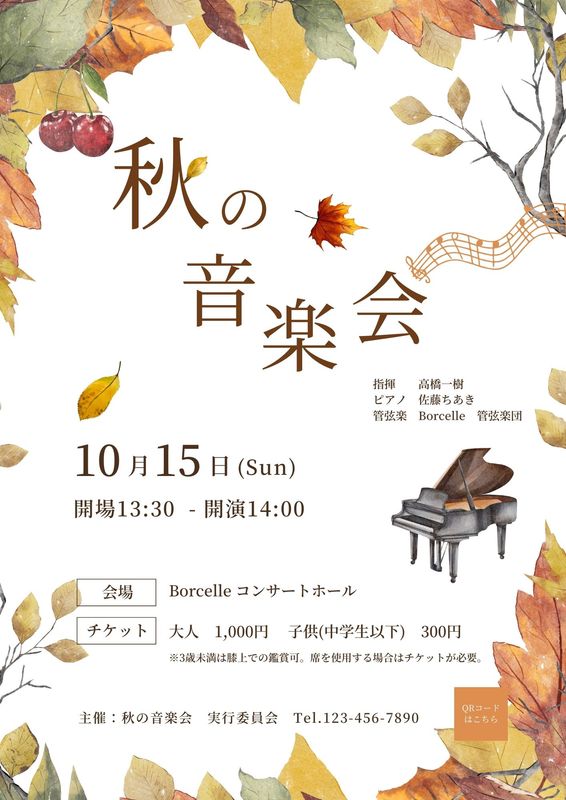 秋の
音楽会
指揮　高橋一樹
ピアノ　佐藤ちあき
管弦楽　Borcelle　管弦楽団
10月15日(Sun)
開場13:30 - 開演14:00
会場　Borcelle コンサートホール
チケット　大人　1,000円　子供(中学生以下)　300円
※3歳未満は膝上での鑑賞可。席を使用する場合はチケットが必要。
主催：秋の音楽会　実行委員会　Tel.123-456-7890
QRコード
はこちら